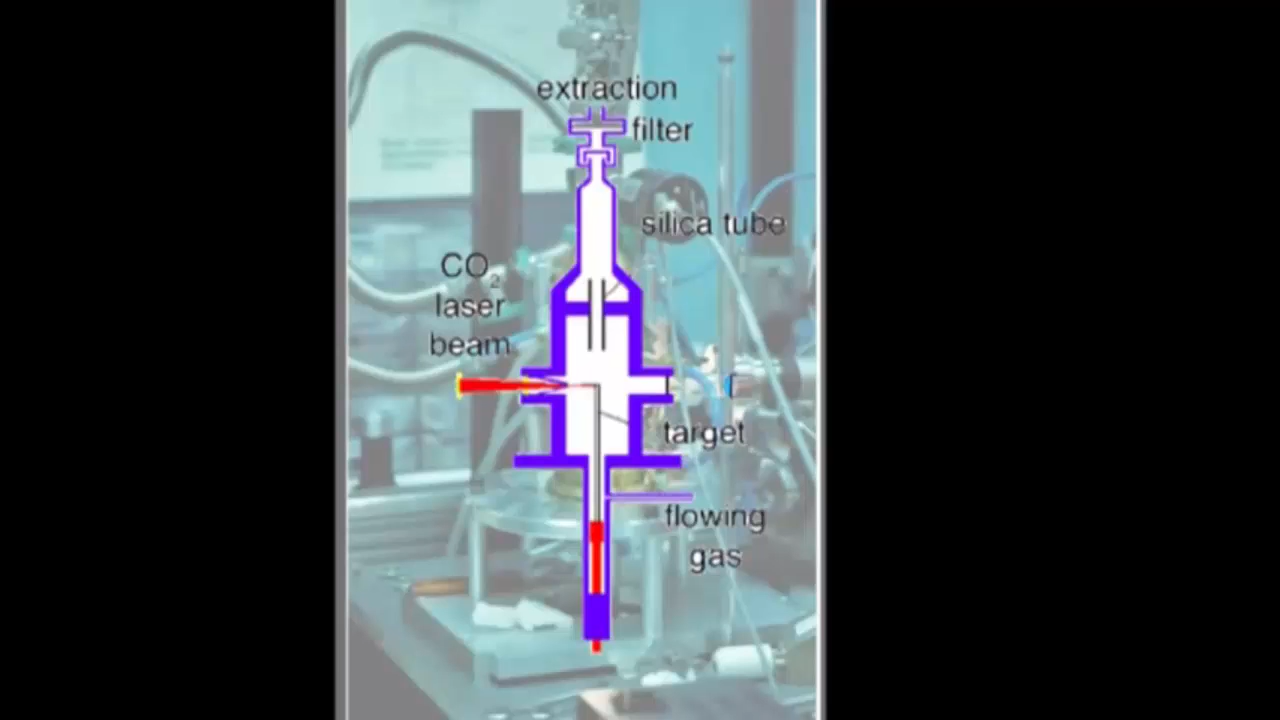 extraction
filter
silica tube
CO₂
laser
beam
target
flowing
gas